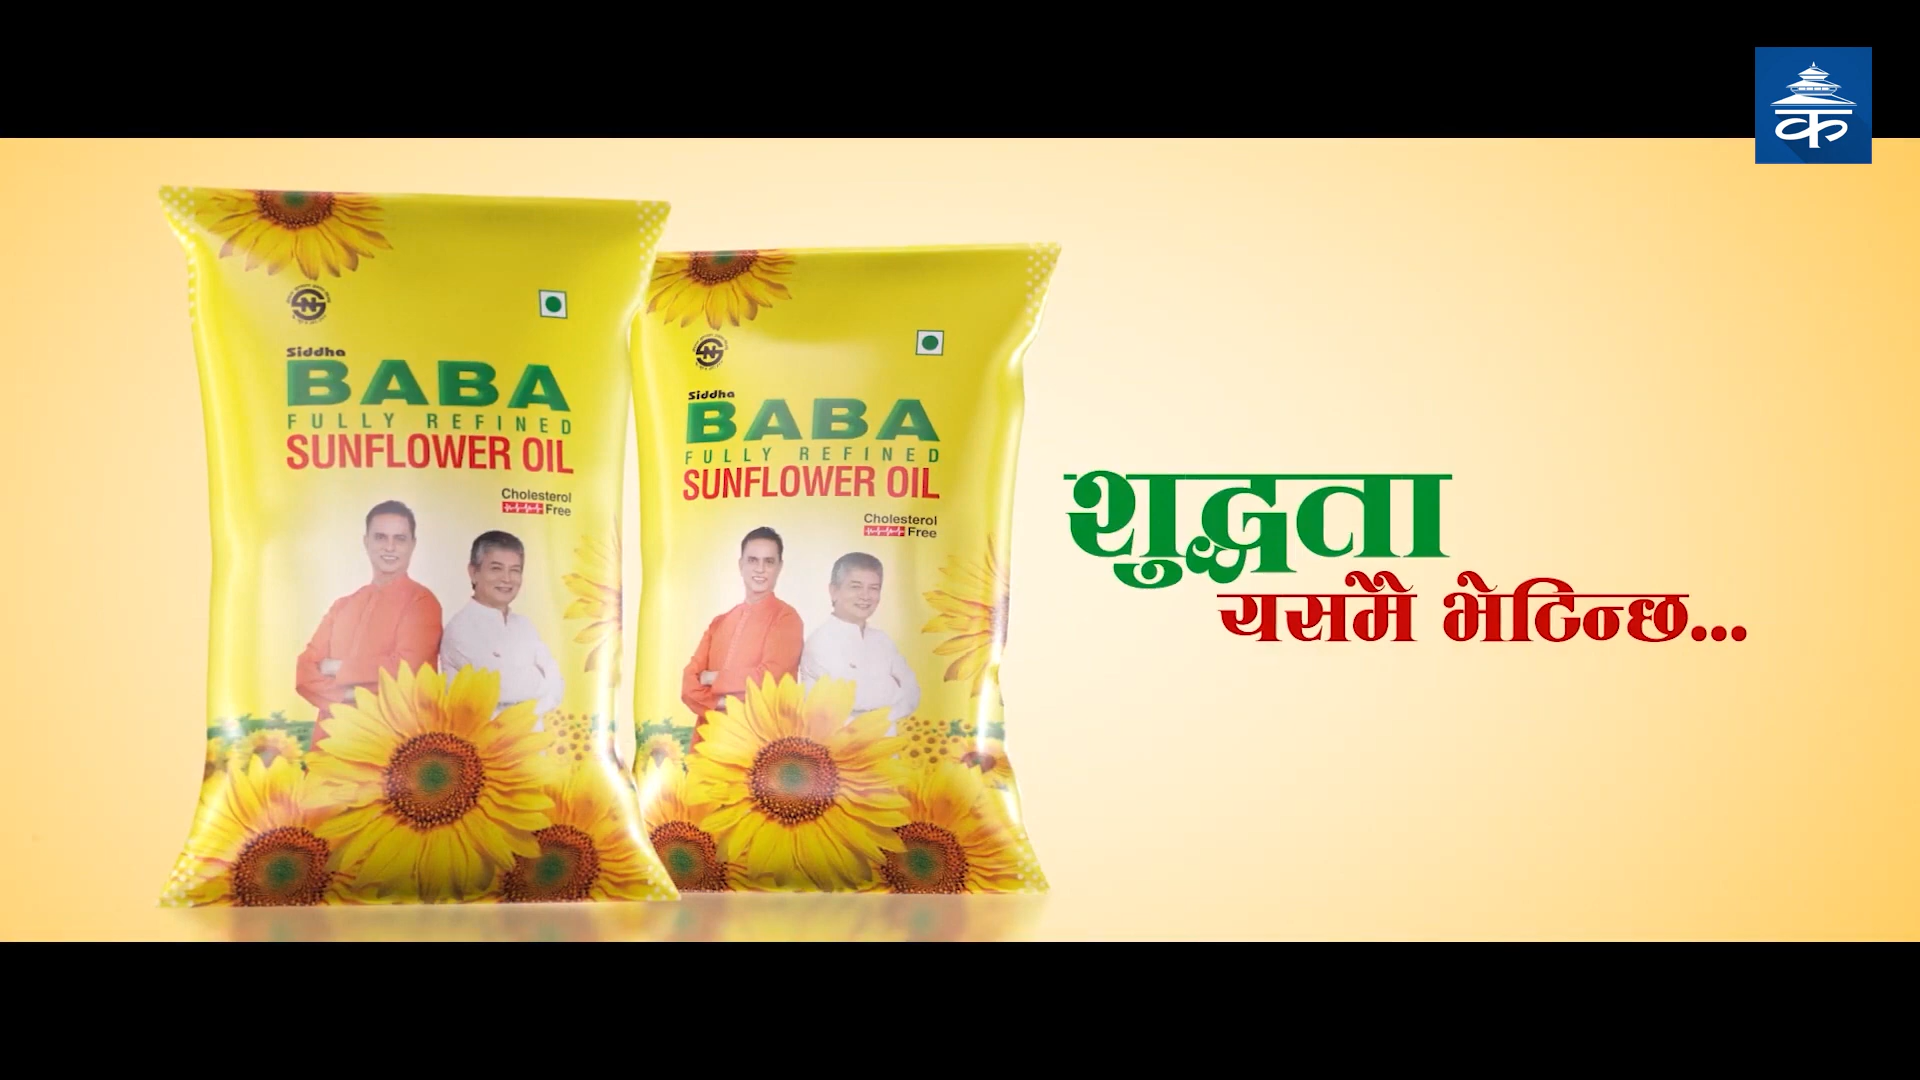 Siddha
BABA
FULLY REFINED
SUNFLOWER OIL
Cholesterol
Free
Siddha
BABA
FULLY REFINED
SUNFLOWER OIL
Cholesterol
Free
शुद्धता
यसमै भेटिन्छ...
क